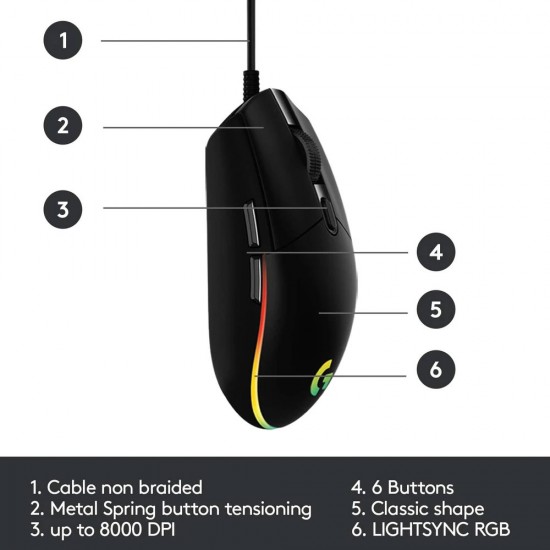 1
2
3
4
5
6
G
1. Cable non braided
2. Metal Spring button tensioning
3. up to 8000 DPI
4. 6 Buttons
5. Classic shape
6. LIGHTSYNC RGB